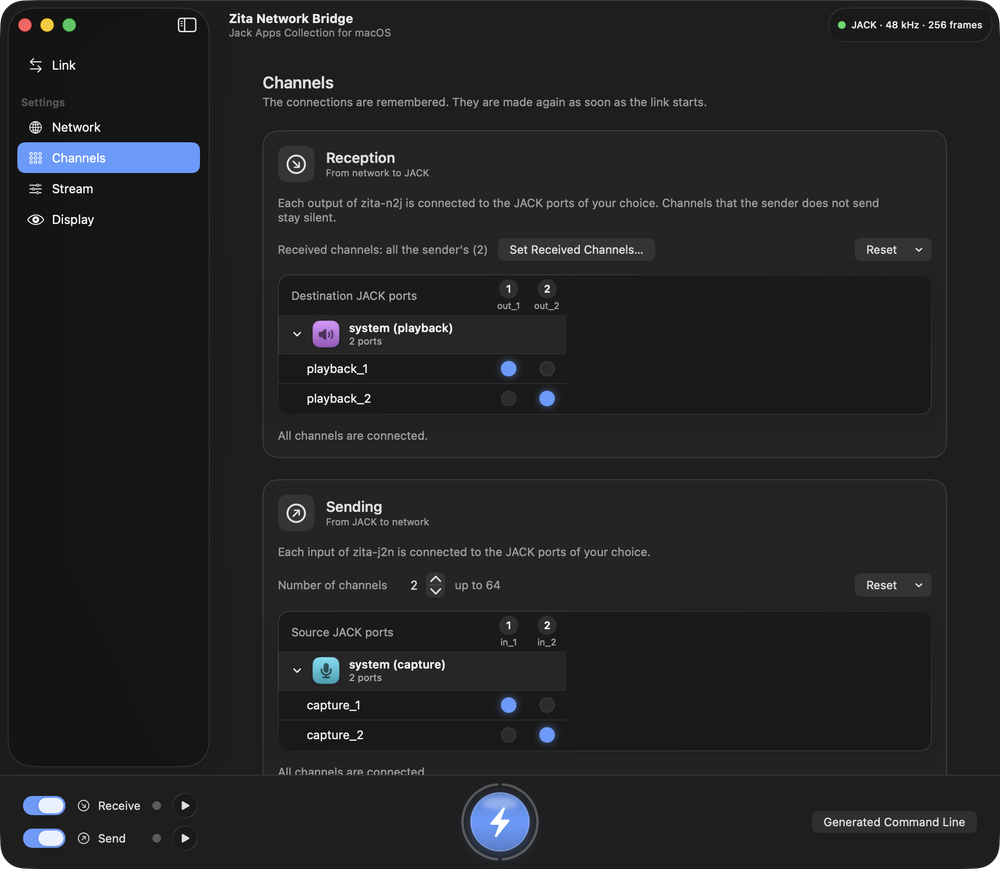 Zita Network Bridge
Jack Apps Collection for macOS
JACK · 48 kHz · 256 frames
Link
Settings
Network
Channels
Stream
Display
Channels
The connections are remembered. They are made again as soon as the link starts.
Reception
From network to JACK
Each output of zita-n2j is connected to the JACK ports of your choice. Channels that the sender does not send
stay silent.
Received channels: all the sender's (2)
Set Received Channels...
Reset
Destination JACK ports
1
2
out_1
out_2
system (playback)
2 ports
playback_1
playback_2
All channels are connected.
Sending
From JACK to network
Each input of zita-j2n is connected to the JACK ports of your choice.
Number of channels
2
up to 64
Reset
Source JACK ports
1
2
in_1
in_2
system (capture)
2 ports
capture_1
capture_2
All channels are connected
Receive
Send
Generated Command Line